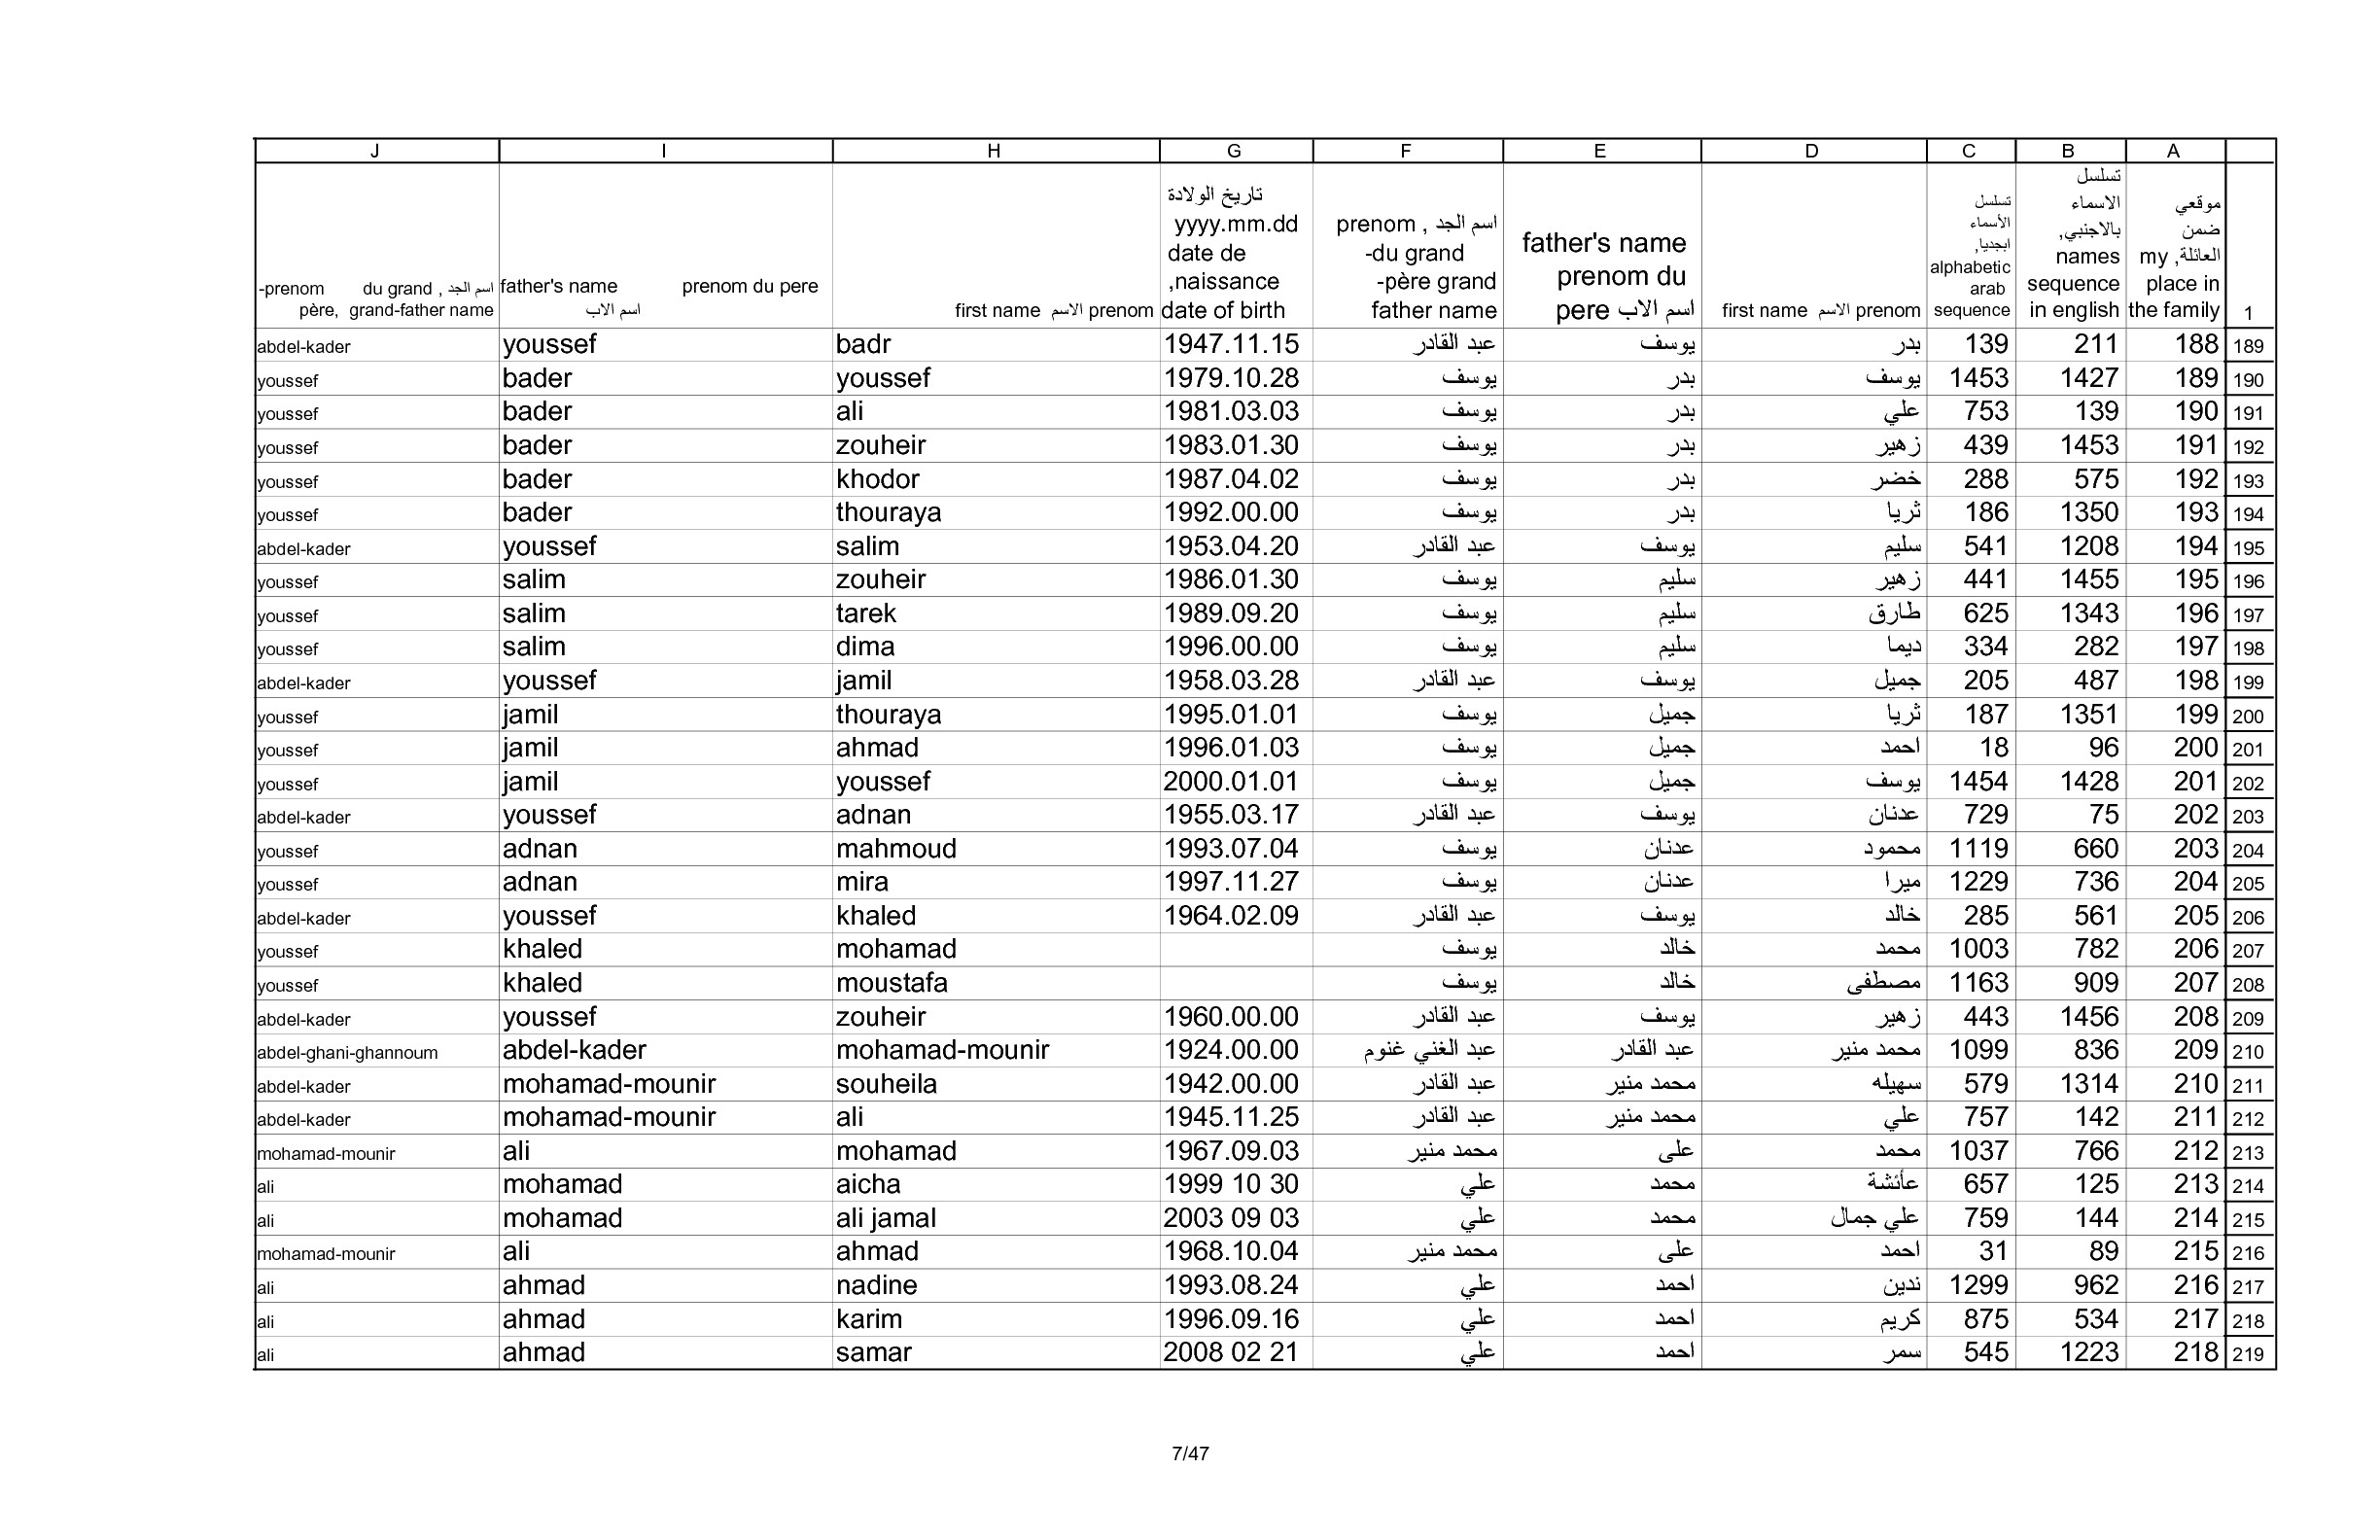 J I H G F E D C B A
-prenom du grand , اسم الجد père, grand-father name
father's name prenom du pere اسم الاب
first name الاسم prenom
تاريخ الولادة yyyy.mm.dd date de naissance, date of birth
prenom , اسم الجد -du grand -père grand father name
father's name prenom du pere اسم الاب
first name الاسم prenom
تسلسل الأسماء ابجديا, alphabetic arab sequence
تسلسل الاسماء بالاجنبي, names sequence in english
موقعي ضمن العائلة, my place in the family
1
abdel-kader youssef badr 1947.11.15 عبد القادر يوسف بدر 139 211 188 189
youssef bader youssef 1979.10.28 يوسف بدر يوسف 1453 1427 189 190
youssef bader ali 1981.03.03 يوسف بدر علي 753 139 190 191
youssef bader zouheir 1983.01.30 يوسف بدر زهير 439 1453 191 192
youssef bader khodor 1987.04.02 يوسف بدر خضر 288 575 192 193
youssef bader thouraya 1992.00.00 يوسف بدر ثريا 186 1350 193 194
abdel-kader youssef salim 1953.04.20 عبد القادر يوسف سليم 541 1208 194 195
youssef salim zouheir 1986.01.30 يوسف سليم زهير 441 1455 195 196
youssef salim tarek 1989.09.20 يوسف سليم طارق 625 1343 196 197
youssef salim dima 1996.00.00 يوسف سليم ديما 334 282 197 198
abdel-kader youssef jamil 1958.03.28 عبد القادر يوسف جميل 205 487 198 199
youssef jamil thouraya 1995.01.01 يوسف جميل ثريا 187 1351 199 200
youssef jamil ahmad 1996.01.03 يوسف جميل احمد 18 96 200 201
youssef jamil youssef 2000.01.01 يوسف جميل يوسف 1454 1428 201 202
abdel-kader youssef adnan 1955.03.17 عبد القادر يوسف عدنان 729 75 202 203
youssef adnan mahmoud 1993.07.04 يوسف عدنان محمود 1119 660 203 204
youssef adnan mira 1997.11.27 يوسف عدنان ميرا 1229 736 204 205
abdel-kader youssef khaled 1964.02.09 عبد القادر يوسف خالد 285 561 205 206
youssef khaled mohamad يوسف خالد محمد 1003 782 206 207
youssef khaled moustafa يوسف خالد مصطفى 1163 909 207 208
abdel-kader youssef zouheir 1960.00.00 عبد القادر يوسف زهير 443 1456 208 209
abdel-ghani-ghannoum abdel-kader mohamad-mounir 1924.00.00 عبد الغني غنوم عبد القادر محمد منير 1099 836 209 210
abdel-kader mohamad-mounir souheila 1942.00.00 عبد القادر محمد منير سهيله 579 1314 210 211
abdel-kader mohamad-mounir ali 1945.11.25 عبد القادر محمد منير علي 757 142 211 212
mohamad-mounir ali mohamad 1967.09.03 محمد منير على محمد 1037 766 212 213
ali mohamad aicha 1999 10 30 علي محمد عأئشة 657 125 213 214
ali mohamad ali jamal 2003 09 03 علي محمد علي جمال 759 144 214 215
mohamad-mounir ali ahmad 1968.10.04 محمد منير على احمد 31 89 215 216
ali ahmad nadine 1993.08.24 علي احمد ندين 1299 962 216 217
ali ahmad karim 1996.09.16 علي احمد كريم 875 534 217 218
ali ahmad samar 2008 02 21 علي احمد سمر 545 1223 218 219
7/47